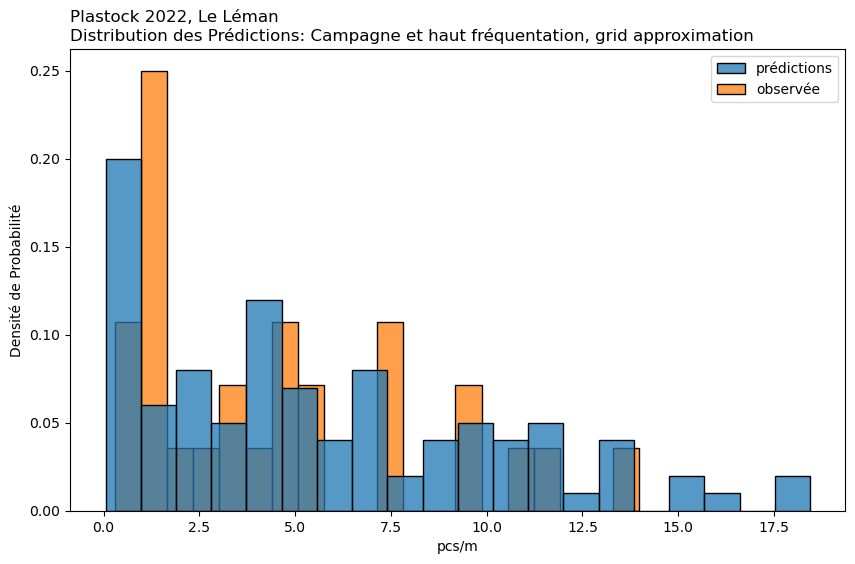 Plastock 2022, Le Léman
Distribution des Prédictions: Campagne et haut fréquentation, grid approximation
prédictions
observée
Densité de Probabilité
0.25
0.20
0.15
0.10
0.05
0.00
0.0 2.5 5.0 7.5 10.0 12.5 15.0 17.5
pcs/m